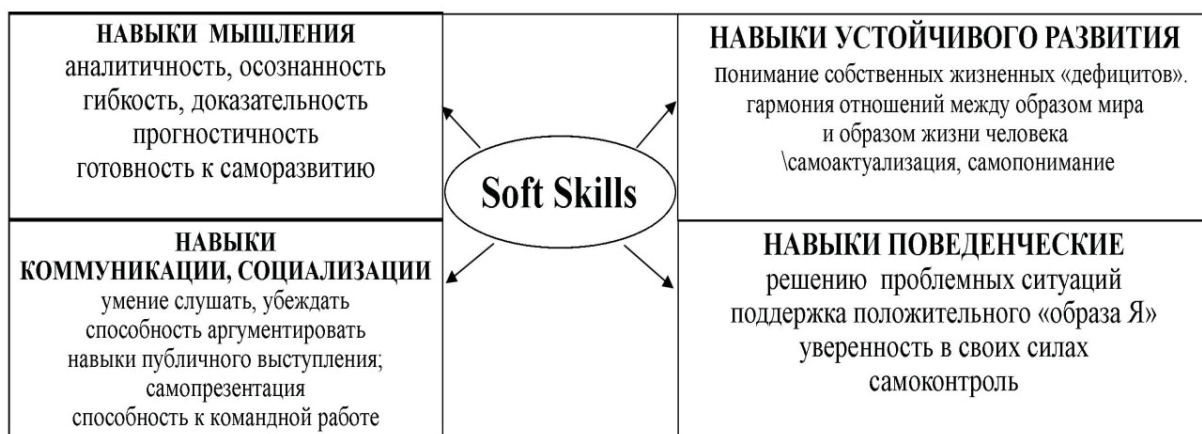 НАВЫКИ МЫШЛЕНИЯ
аналитичность, осознанность
гибкость, доказательность
прогностичность
готовность к саморазвитию
НАВЫКИ УСТОЙЧИВОГО РАЗВИТИЯ
понимание собственных жизненных «дефицитов».
гармония отношений между образом мира
и образом жизни человека
\самоактуализация, самопонимание
Soft Skills
НАВЫКИ
КОММУНИКАЦИИ, СОЦИАЛИЗАЦИИ
умение слушать, убеждать
способность аргументировать
навыки публичного выступления;
самопрезентация
способность к командной работе
НАВЫКИ ПОВЕДЕНЧЕСКИЕ
решению проблемных ситуаций
поддержка положительного «образа Я»
уверенность в своих силах
самоконтроль